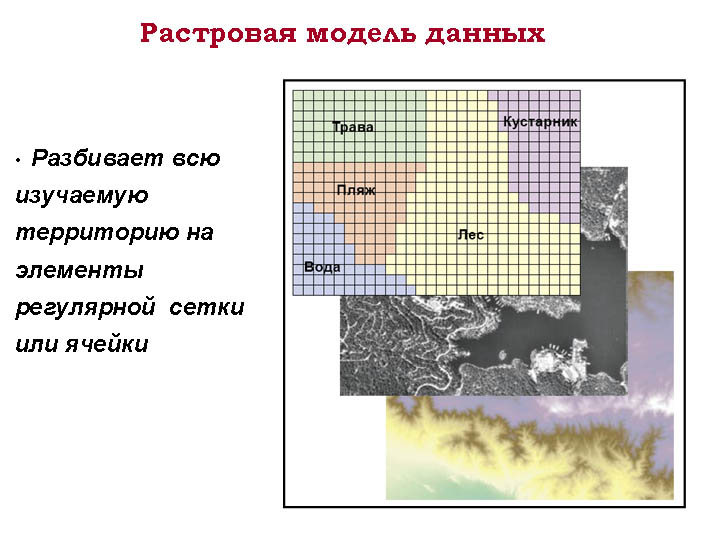 Растровая модель данных
• Разбивает всю
изучаемую
территорию на
элементы
регулярной сетки
или ячейки
Трава
Кустарник
Пляж
Лес
Вода